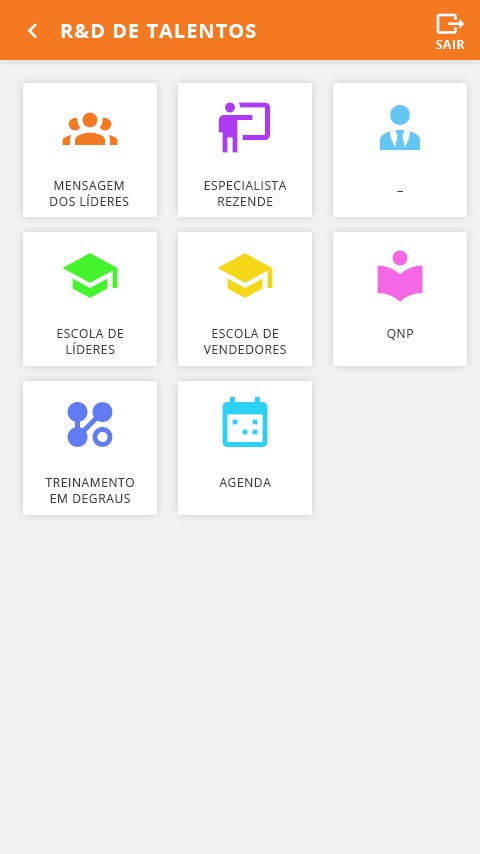 R&D DE TALENTOS
SAIR
MENSAGEM
DOS LÍDERES
ESPECIALISTA
REZENDE
_
ESCOLA DE
LÍDERES
ESCOLA DE
VENDEDORES
QNP
TREINAMENTO
EM DEGRAUS
AGENDA